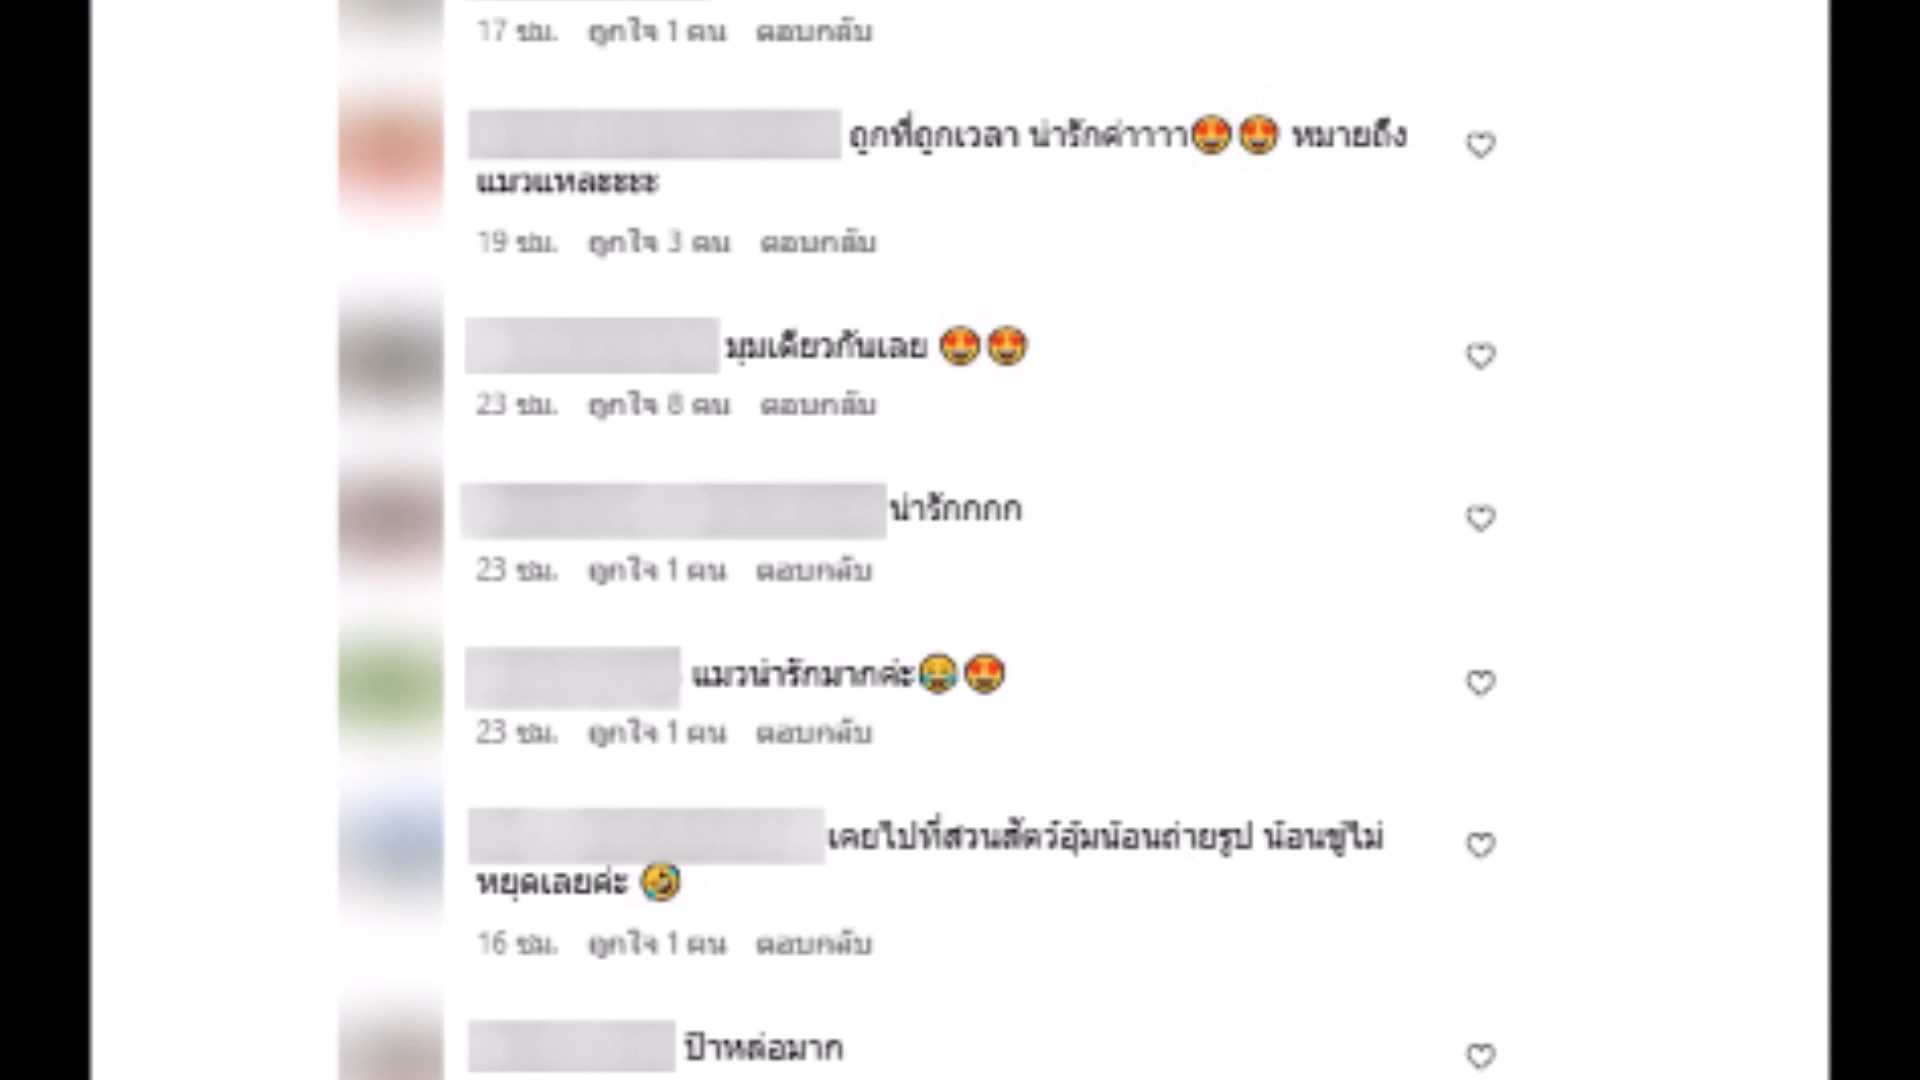 17 ชม. ถูกใจ 1 คน ตอบกลับ
ถูกที่ถูกเวลา น่ารักค่าาาา🤩🤩 หมายถึง
แมวแหละะะะ
19 ชม. ถูกใจ 3 คน ตอบกลับ
มุมเดียวกันเลย 🤩🤩
23 ชม. ถูกใจ 8 คน ตอบกลับ
น่ารักกกก
23 ชม. ถูกใจ 1 คน ตอบกลับ
แมวน่ารักมากค่ะ😂🤩
23 ชม. ถูกใจ 1 คน ตอบกลับ
เคยไปที่สวนสัตว์อุ้มน้อนถ่ายรูป น้อนขู่ไม่
หยุดเลยค่ะ 🤣
16 ชม. ถูกใจ 1 คน ตอบกลับ
ป๊าหล่อมาก